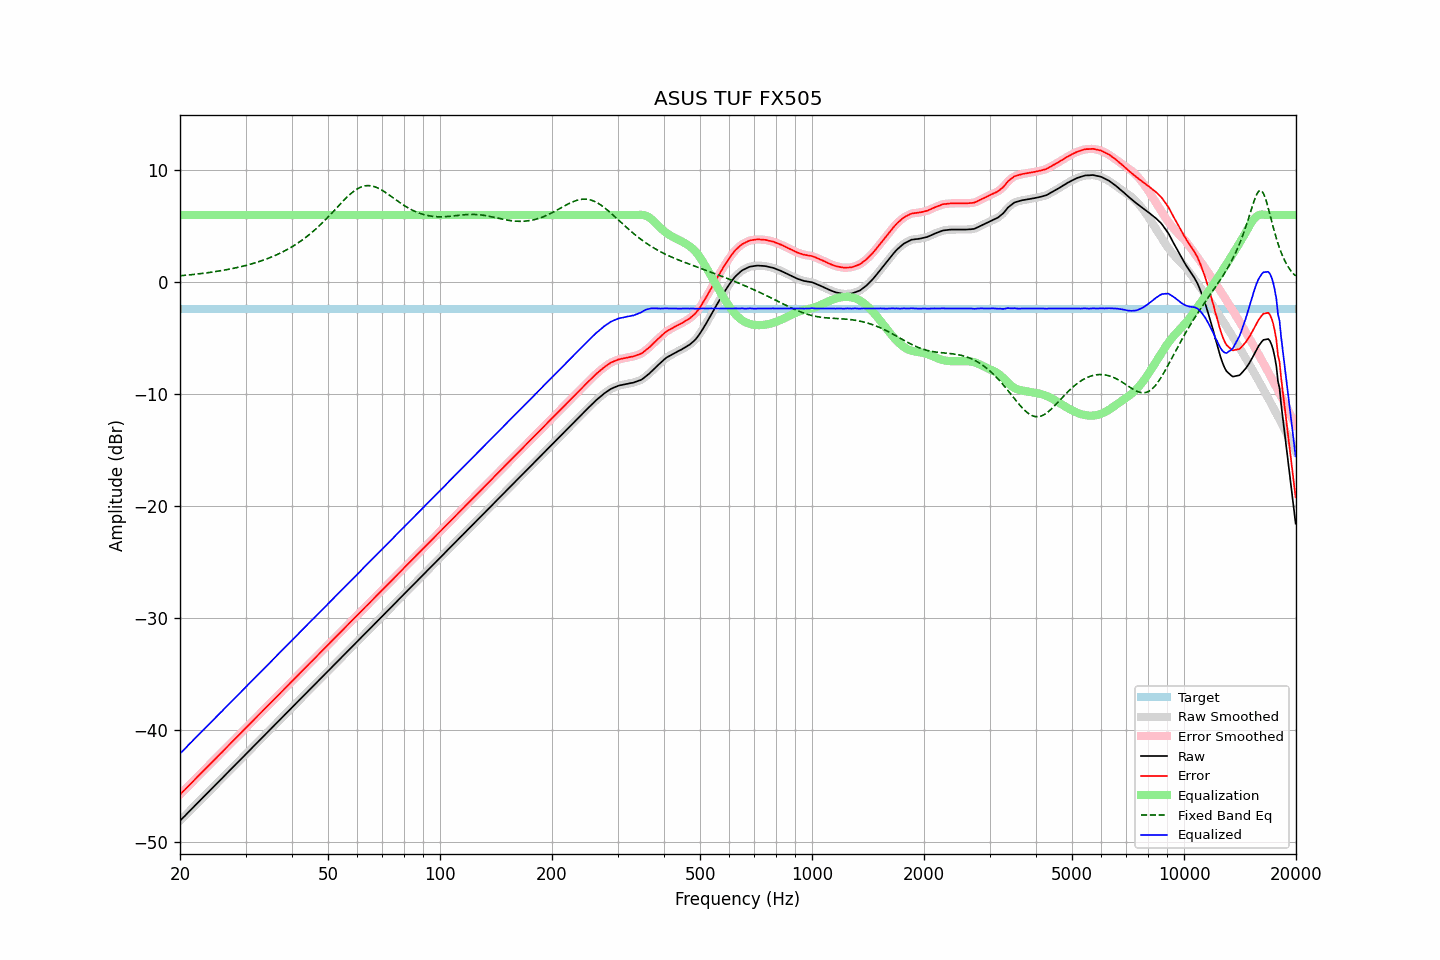 ASUS TUF FX505
10
0
−10
−20
−30
−40
−50
Amplitude (dBr)
20
50
100
200
500
1000
2000
5000
10000
20000
Frequency (Hz)
Target
Raw Smoothed
Error Smoothed
Raw
Error
Equalization
Fixed Band Eq
Equalized